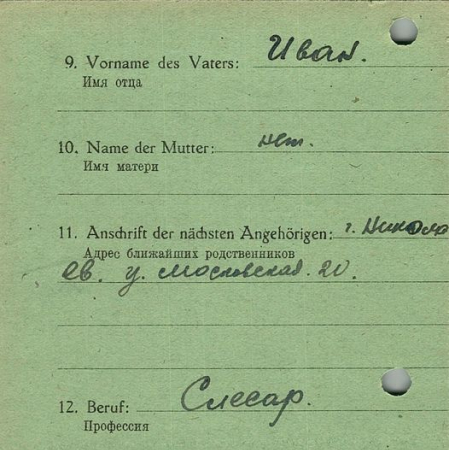 9. Vorname des Vaters: Иван.
Имя отца
10. Name der Mutter: нет.
Имя матери
11. Anschrift der nächsten Angehörigen: г. Никола
Адрес ближайших родственников
ев. у. Московская. 20.
12. Beruf: Слесар.
Профессия